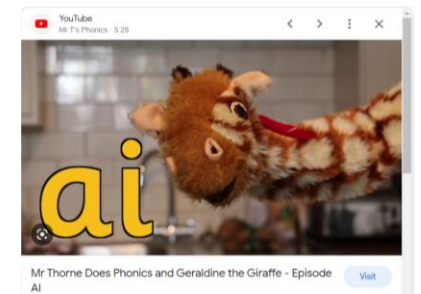 YouTube
Mr T's Phonics · 5:28
ai
Mr Thorne Does Phonics and Geraldine the Giraffe - Episode
AI
Visit